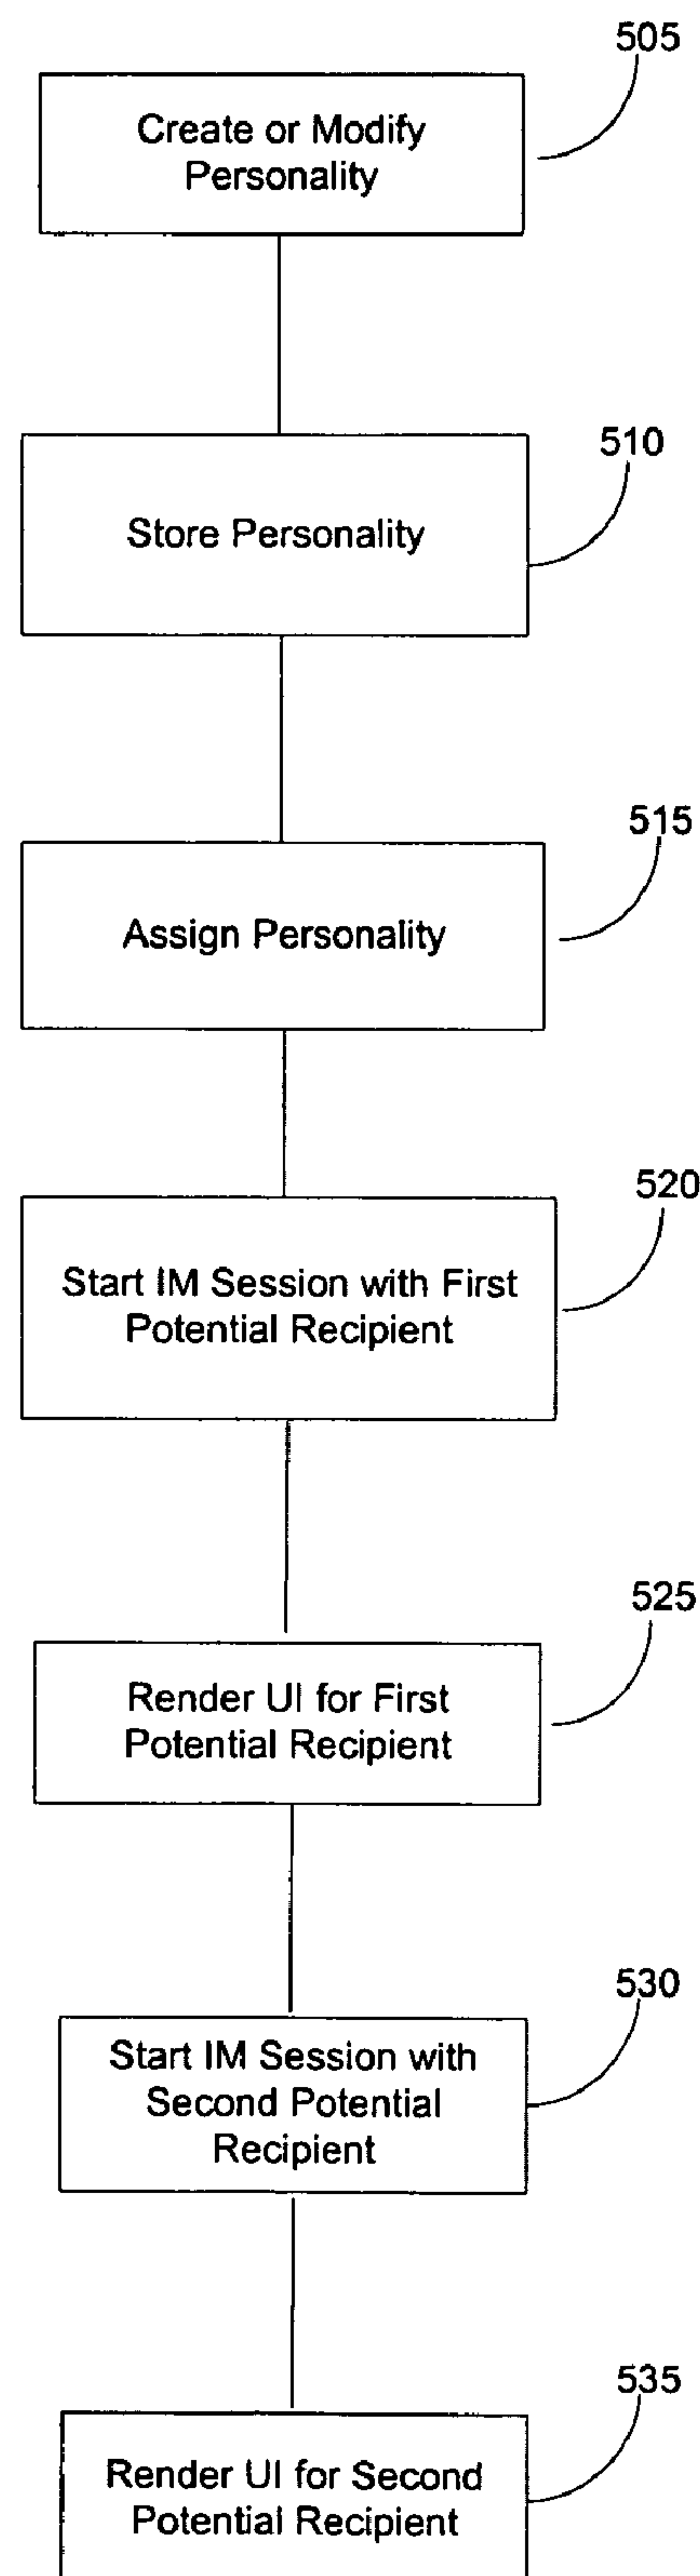 505
Create or Modify
Personality
510
Store Personality
515
Assign Personality
520
Start IM Session with First
Potential Recipient
525
Render UI for First
Potential Recipient
530
Start IM Session with
Second Potential
Recipient
535
Render UI for Second
Potential Recipient